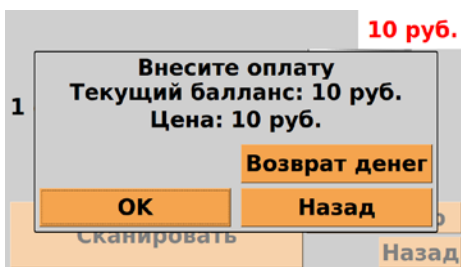 10 руб.
Внесите оплату
Текущий балланс: 10 руб.
1
Цена: 10 руб.
Возврат денег
OK
Назад
Сканировать
Назад